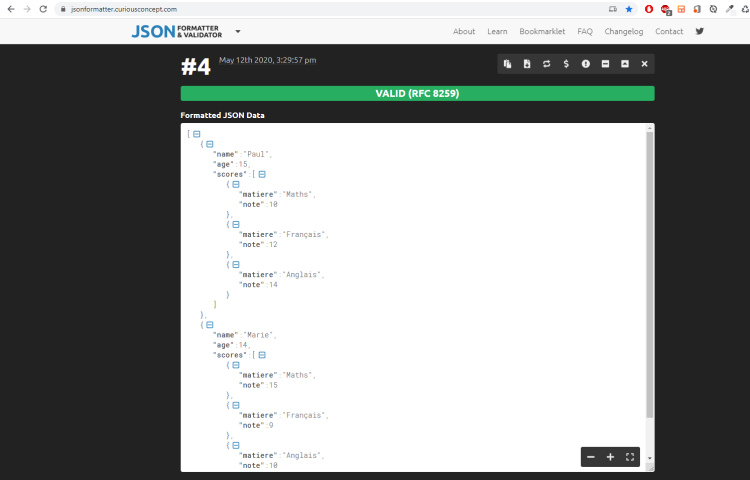 jsonformatter.curiousconcept.com
JSON FORMATTER & VALIDATOR
About Learn Bookmarklet FAQ Changelog Contact
#4 May 12th 2020, 3:29:57 pm
VALID (RFC 8259)
Formatted JSON Data
[
{
"name":"Paul",
"age":15,
"scores":[
{
"matiere":"Maths",
"note":10
},
{
"matiere":"Français",
"note":12
},
{
"matiere":"Anglais",
"note":14
}
]
},
{
"name":"Marie",
"age":14,
"scores":[
{
"matiere":"Maths",
"note":15
},
{
"matiere":"Français",
"note":9
},
{
"matiere":"Anglais",
"note":10